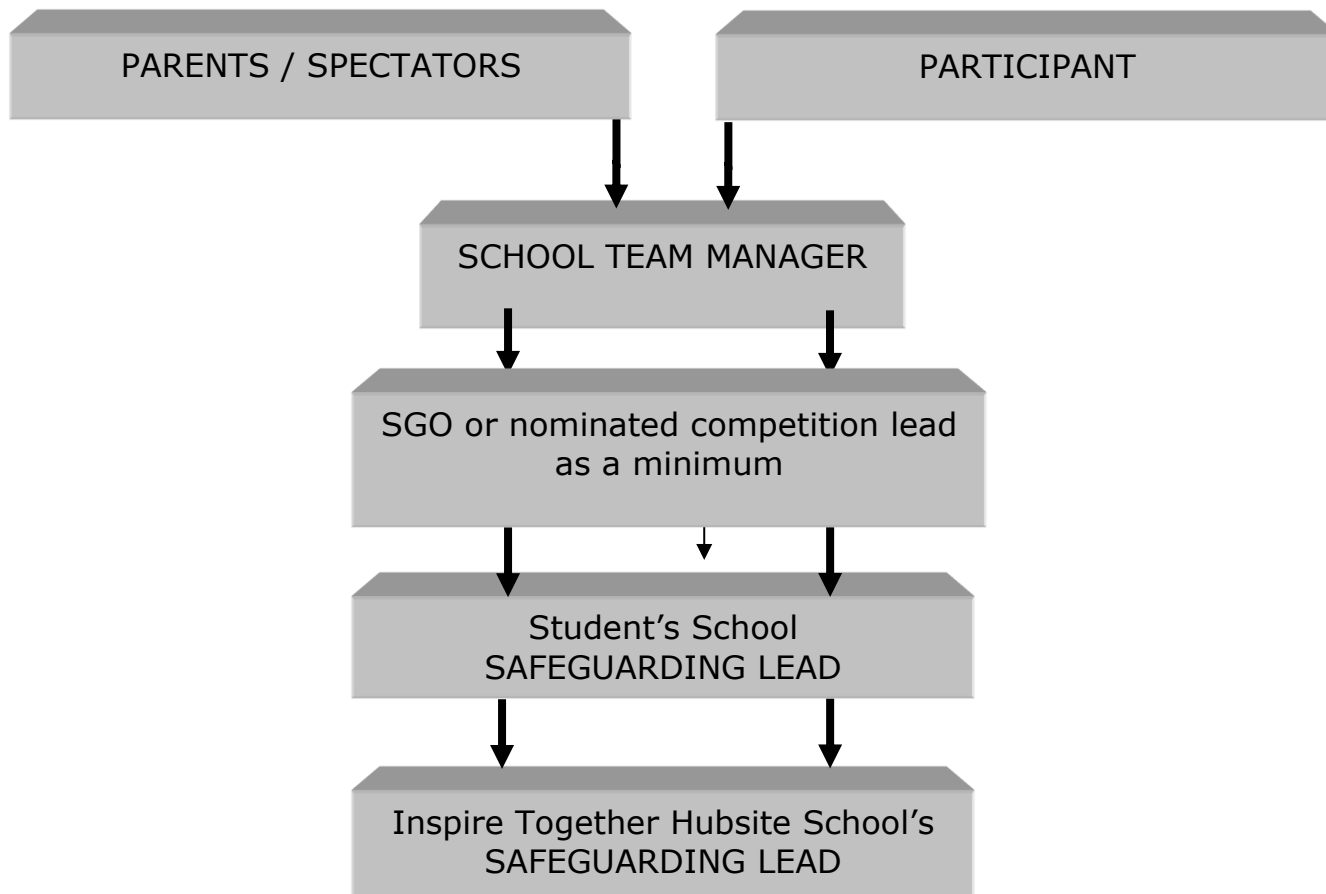 PARENTS / SPECTATORS
PARTICIPANT
SCHOOL TEAM MANAGER
SGO or nominated competition lead
as a minimum
Student’s School
SAFEGUARDING LEAD
Inspire Together Hubsite School’s
SAFEGUARDING LEAD